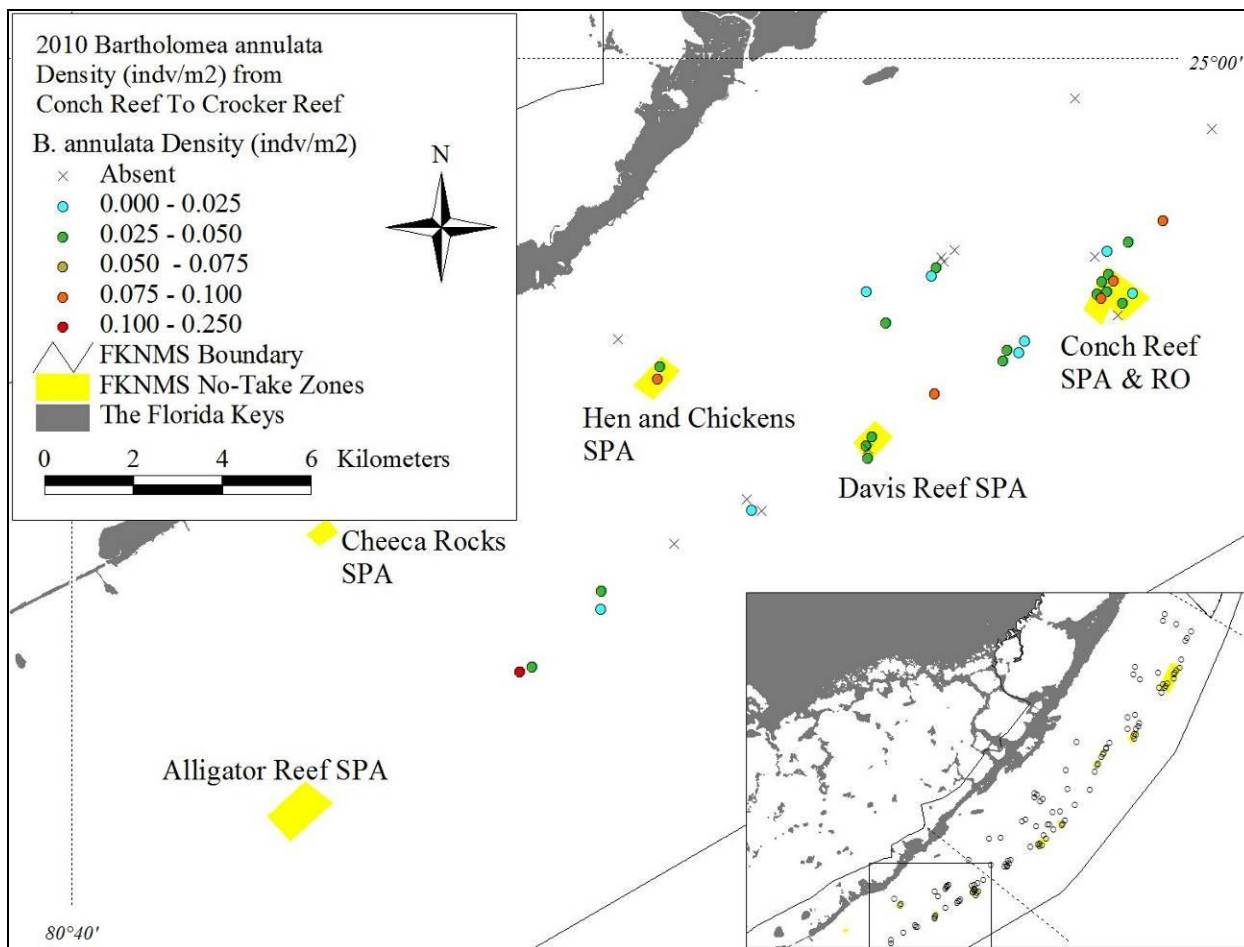 2010 Bartholomea annulata
Density (indv/m2) from
Conch Reef To Crocker Reef
B. annulata Density (indv/m2)
Absent
0.000 - 0.025
0.025 - 0.050
0.050 - 0.075
0.075 - 0.100
0.100 - 0.250
FKNMS Boundary
FKNMS No-Take Zones
The Florida Keys
0 2 4 6 Kilometers
N
25°00'
Conch Reef
SPA & RO
Hen and Chickens
SPA
Davis Reef SPA
Cheeca Rocks
SPA
Alligator Reef SPA
80°40'